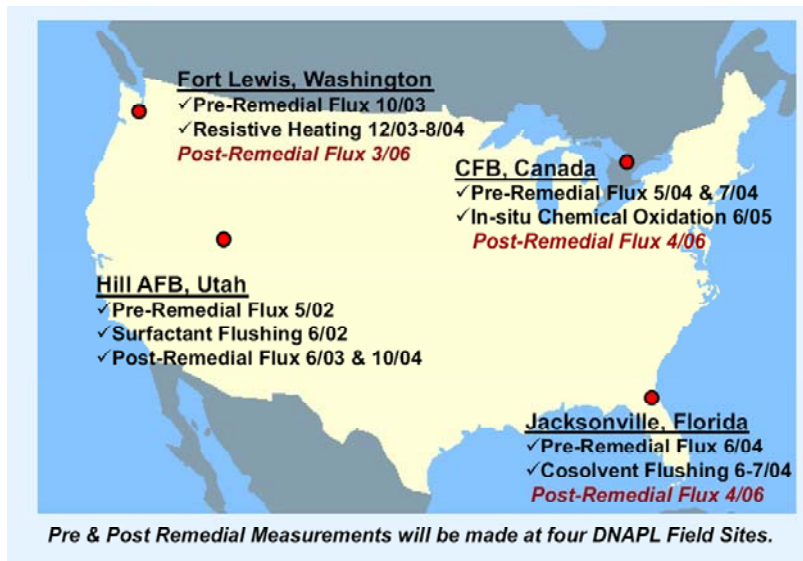 Fort Lewis, Washington
✓Pre-Remedial Flux 10/03
✓Resistive Heating 12/03-8/04
Post-Remedial Flux 3/06
CFB, Canada
✓Pre-Remedial Flux 5/04 & 7/04
✓In-situ Chemical Oxidation 6/05
Post-Remedial Flux 4/06
Hill AFB, Utah
✓Pre-Remedial Flux 5/02
✓Surfactant Flushing 6/02
✓Post-Remedial Flux 6/03 & 10/04
Jacksonville, Florida
✓Pre-Remedial Flux 6/04
✓Cosolvent Flushing 6-7/04
Post-Remedial Flux 4/06
Pre & Post Remedial Measurements will be made at four DNAPL Field Sites.